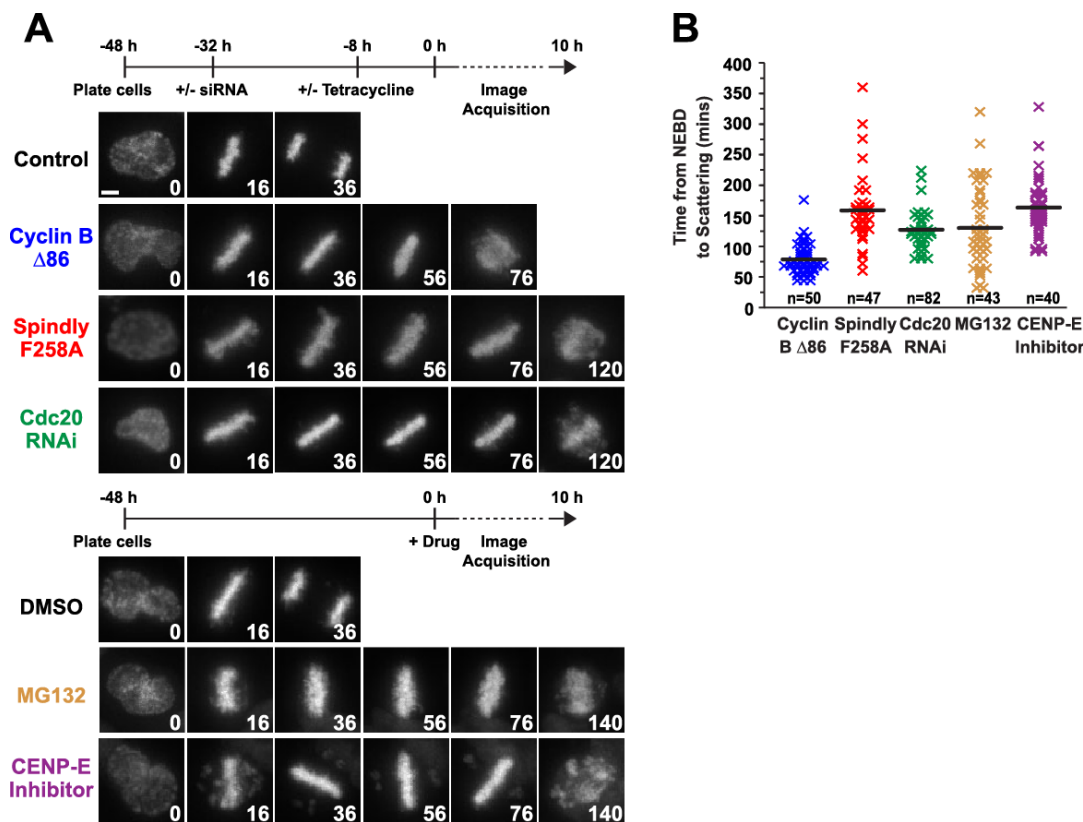 A
-48 h -32 h -8 h 0 h 10 h
Plate cells +/- siRNA +/- Tetracycline Image
Acquisition
Control
0 16 36
Cyclin B
Δ86
0 16 36 56 76
Spindly
F258A
0 16 36 56 76 120
Cdc20
RNAi
0 16 36 56 76 120
-48 h 0 h 10 h
Plate cells + Drug Image
Acquisition
DMSO
0 16 36
MG132
0 16 36 56 76 140
CENP-E
Inhibitor
0 16 36 56 76 140
B
Time from NEBD
to Scattering (mins)
400
350
300
250
200
150
100
50
0
n=50 n=47 n=82 n=43 n=40
Cyclin Spindly Cdc20 MG132 CENP-E
B Δ86 F258A RNAi Inhibitor